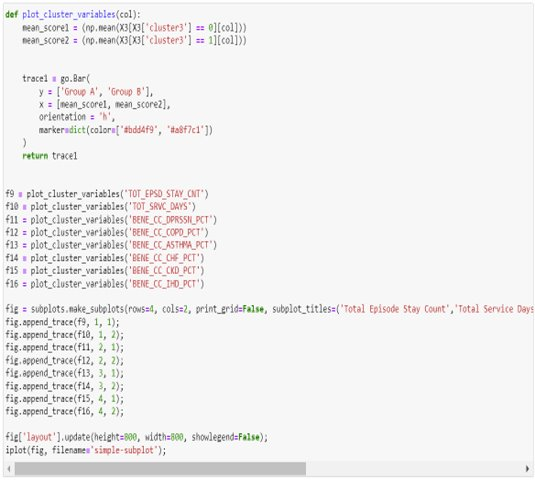 def plot_cluster_variables(col):
    mean_score1 = (np.mean(X3[X3['cluster3'] == 0][col]))
    mean_score2 = (np.mean(X3[X3['cluster3'] == 1][col]))
    trace1 = go.Bar(
        y = ['Group A', 'Group B'],
        x = [mean_score1, mean_score2],
        orientation = 'h',
        marker=dict(color=['#bdd4f9', '#a8f7c1'])
    )
    return trace1
f9 = plot_cluster_variables('TOT_EPSD_STAY_CNT')
f10 = plot_cluster_variables('TOT_SRVC_DAYS')
f11 = plot_cluster_variables('BENE_CC_DPRSSN_PCT')
f12 = plot_cluster_variables('BENE_CC_COPD_PCT')
f13 = plot_cluster_variables('BENE_CC_ASTHMA_PCT')
f14 = plot_cluster_variables('BENE_CC_CHF_PCT')
f15 = plot_cluster_variables('BENE_CC_CKD_PCT')
f16 = plot_cluster_variables('BENE_CC_IHD_PCT')
fig = subplots.make_subplots(rows=4, cols=2, print_grid=False, subplot_titles=('Total Episode Stay Count','Total Service Days
fig.append_trace(f9, 1, 1);
fig.append_trace(f10, 1, 2);
fig.append_trace(f11, 2, 1);
fig.append_trace(f12, 2, 2);
fig.append_trace(f13, 3, 1);
fig.append_trace(f14, 3, 2);
fig.append_trace(f15, 4, 1);
fig.append_trace(f16, 4, 2);
fig['layout'].update(height=800, width=800, showlegend=False);
iplot(fig, filename='simple-subplot');